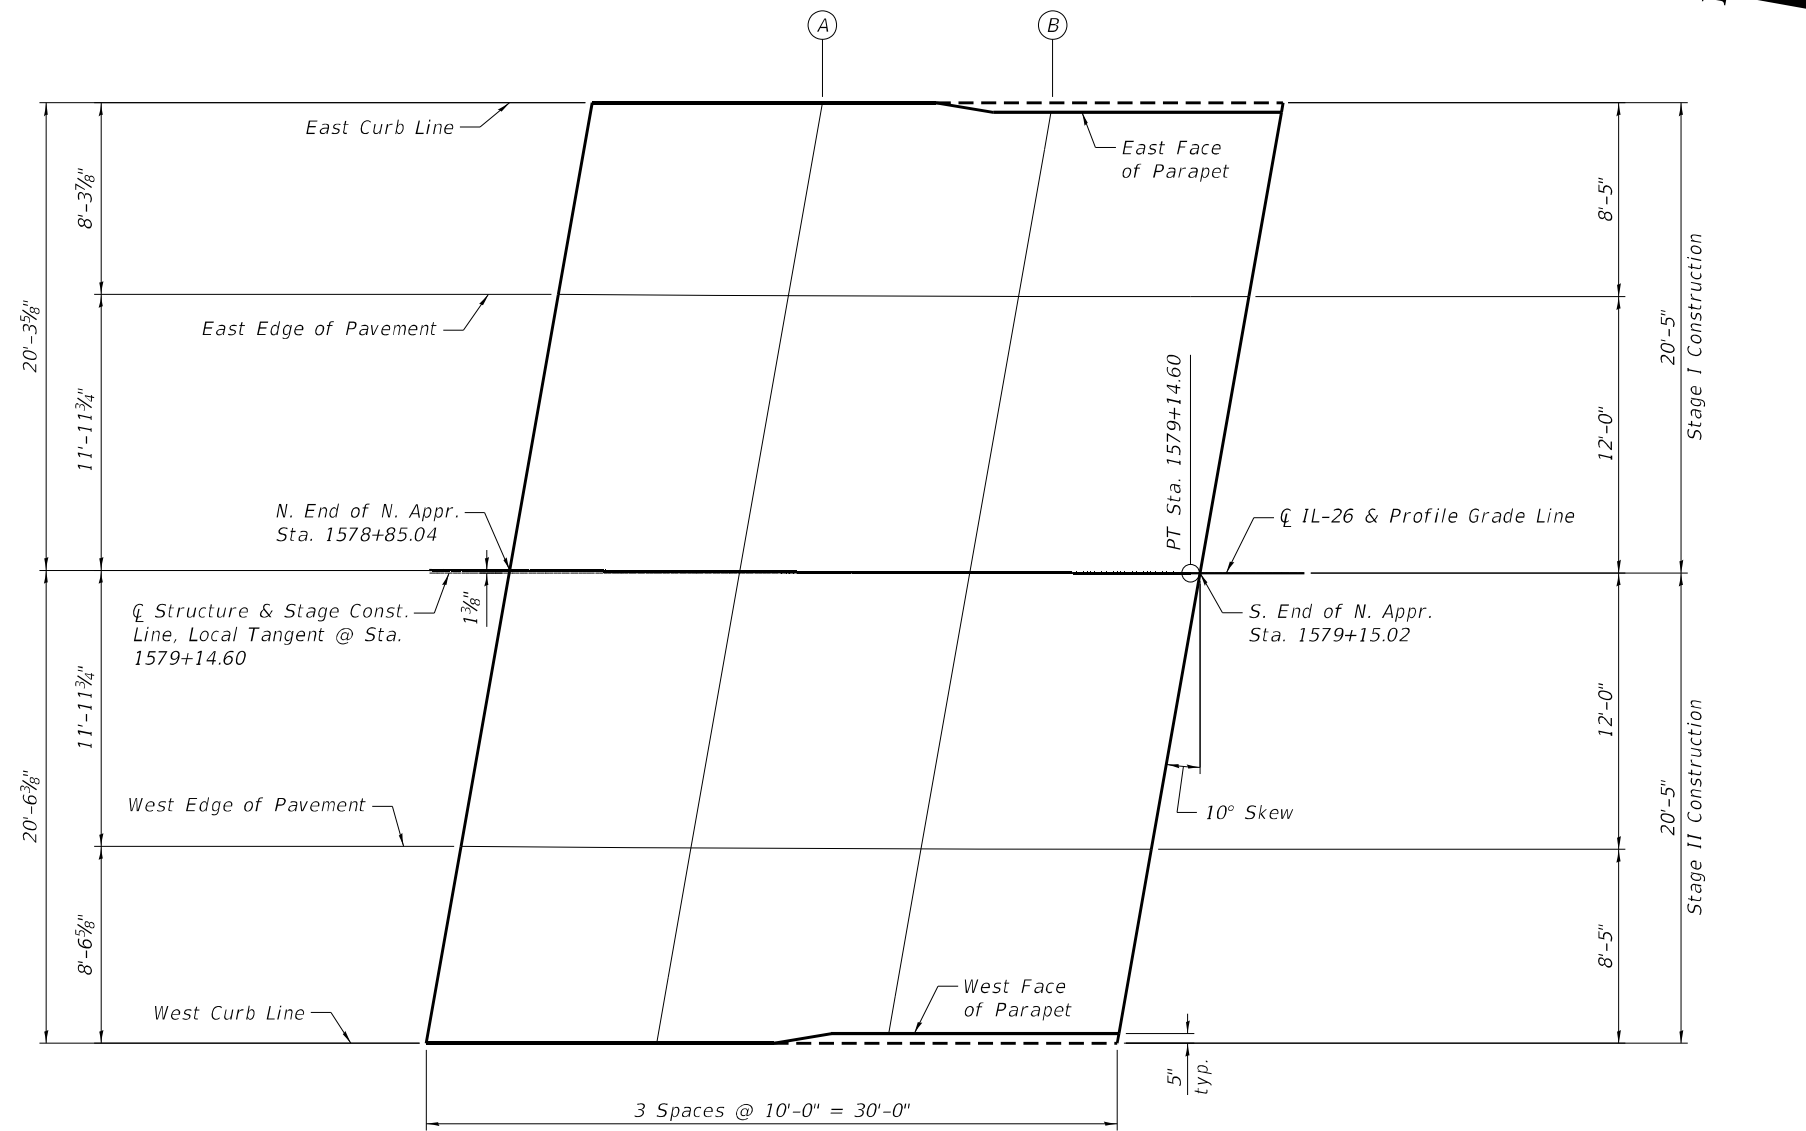 A
B
East Curb Line
East Face
of Parapet
8'-3⅞"
8'-5"
20'-3⅝"
East Edge of Pavement
11'-11¾"
PT Sta. 1579+14.60
12'-0"
20'-5"
Stage I Construction
N. End of N. Appr.
Sta. 1578+85.04
℄ IL-26 & Profile Grade Line
1⅜"
℄ Structure & Stage Const.
Line, Local Tangent @ Sta.
1579+14.60
S. End of N. Appr.
Sta. 1579+15.02
11'-11¾"
12'-0"
20'-6⅜"
West Edge of Pavement
10° Skew
20'-5"
Stage II Construction
8'-6⅝"
8'-5"
West Curb Line
West Face
of Parapet
5"
typ.
3 Spaces @ 10'-0" = 30'-0"